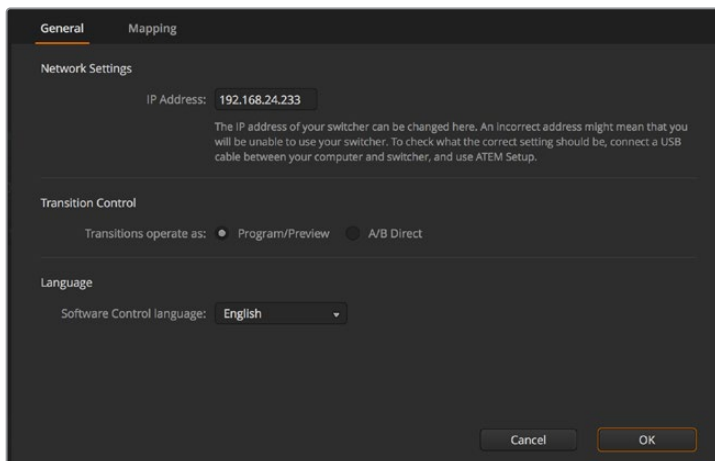 General Mapping
Network Settings
IP Address: 192.168.24.233
The IP address of your switcher can be changed here. An incorrect address might mean that you
will be unable to use your switcher. To check what the correct setting should be, connect a USB
cable between your computer and switcher, and use ATEM Setup.
Transition Control
Transitions operate as: Program/Preview A/B Direct
Language
Software Control language: English
Cancel OK